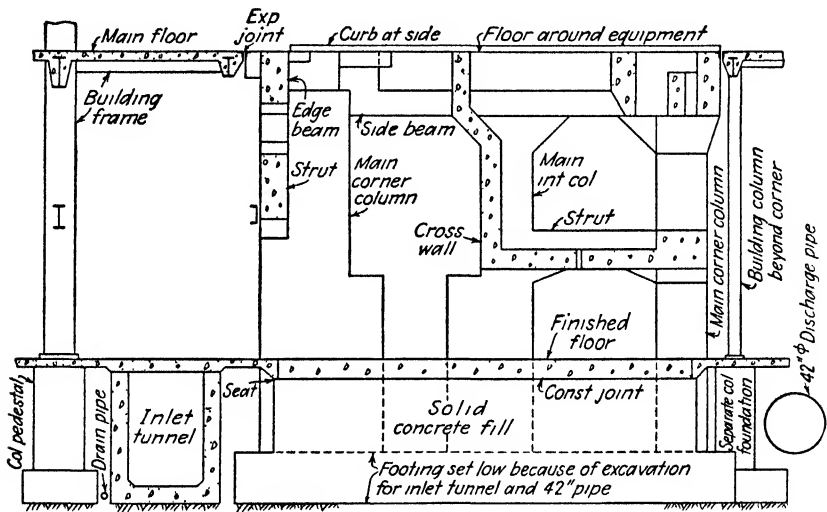 Main floor
Exp
joint
Curb at side
Floor around equipment
Building
frame
Edge
beam
Side beam
Strut
Main
corner
column
Main
int col
Strut
Cross
wall
Main corner column
Building column
beyond corner
42"φ Discharge pipe
Finished
floor
Seat
Const joint
Col pedestal
Drain pipe
Inlet
tunnel
Solid
concrete fill
Separate col
foundation
Footing set low because of excavation
for inlet tunnel and 42" pipe